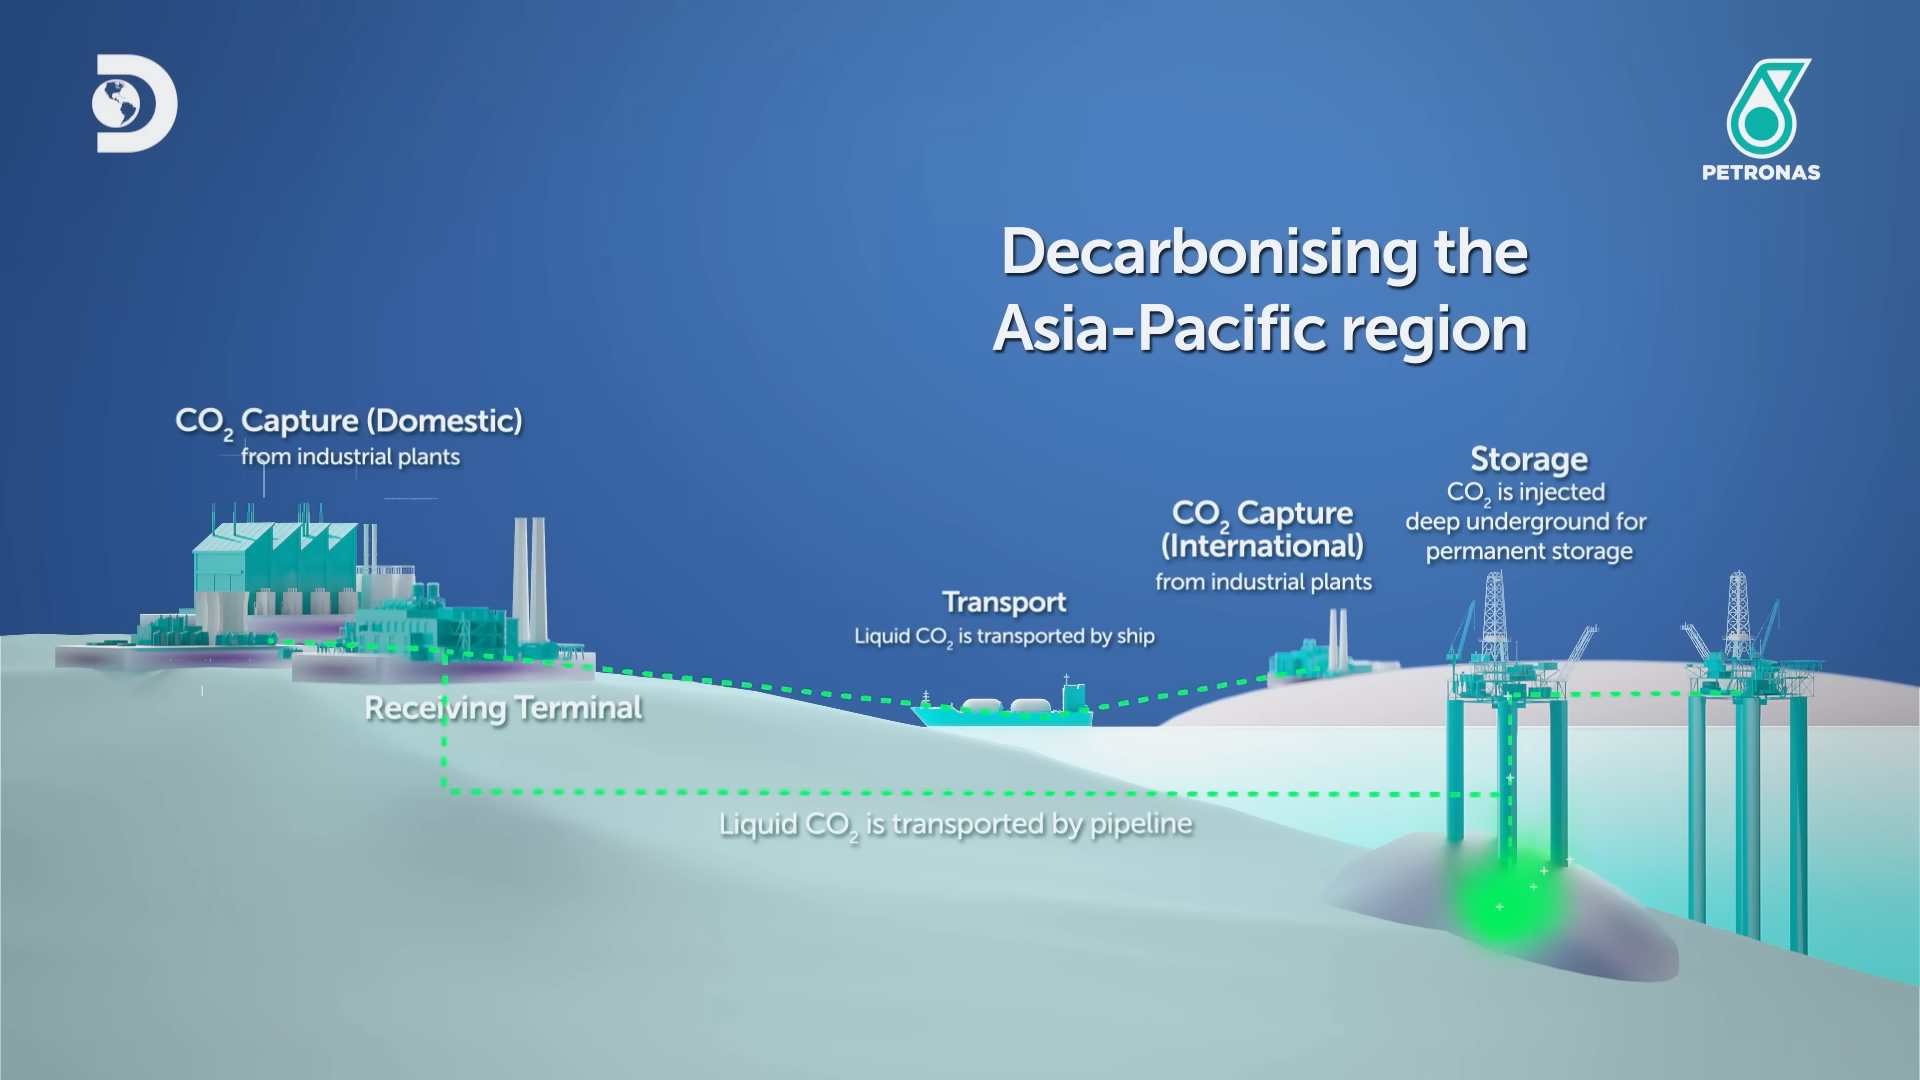 PETRONAS
Decarbonising the
Asia-Pacific region
CO₂ Capture (Domestic)
from industrial plants
Receiving Terminal
Transport
Liquid CO₂ is transported by ship
CO₂ Capture
(International)
from industrial plants
Storage
CO₂ is injected
deep underground for
permanent storage
Liquid CO₂ is transported by pipeline